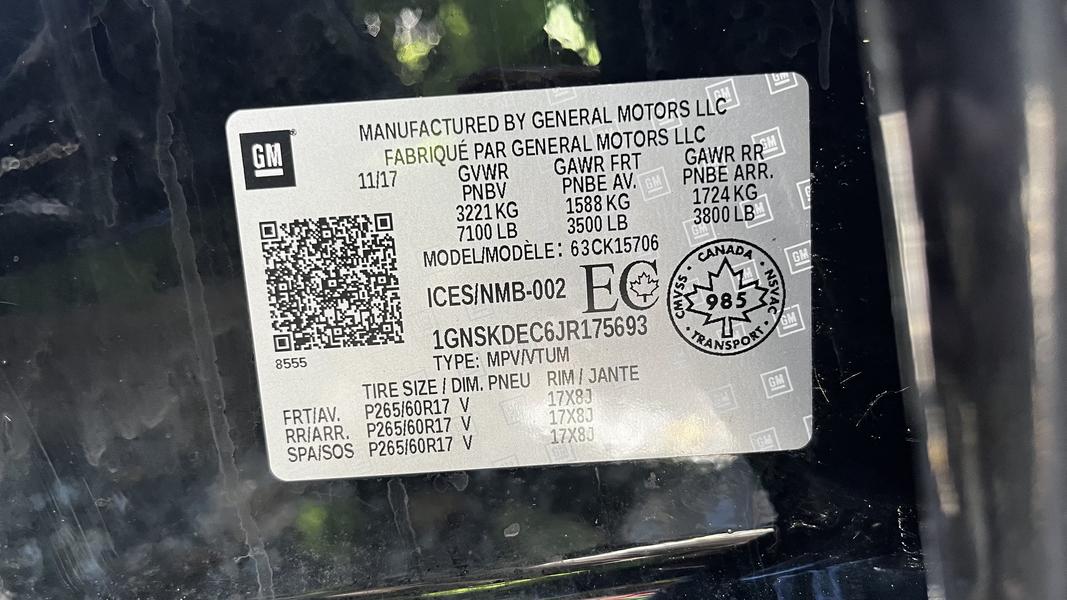 GM
MANUFACTURED BY GENERAL MOTORS LLC
FABRIQUÉ PAR GENERAL MOTORS LLC
11/17
GVWR GAWR FRT GAWR RR
PNBV PNBE AV. PNBE ARR.
3221 KG 1588 KG 1724 KG
7100 LB 3500 LB 3800 LB
MODEL/MODÈLE: 63CK15706
ICES/NMB-002 EC
CANADA
CMVSS 985 NSVAC
TRANSPORT
1GNSKDEC6JR175693
TYPE: MPV/VTUM
8555
TIRE SIZE / DIM. PNEU RIM / JANTE
FRT/AV. P265/60R17 V 17X8J
RR/ARR. P265/60R17 V 17X8J
SPA/SOS P265/60R17 V 17X8J